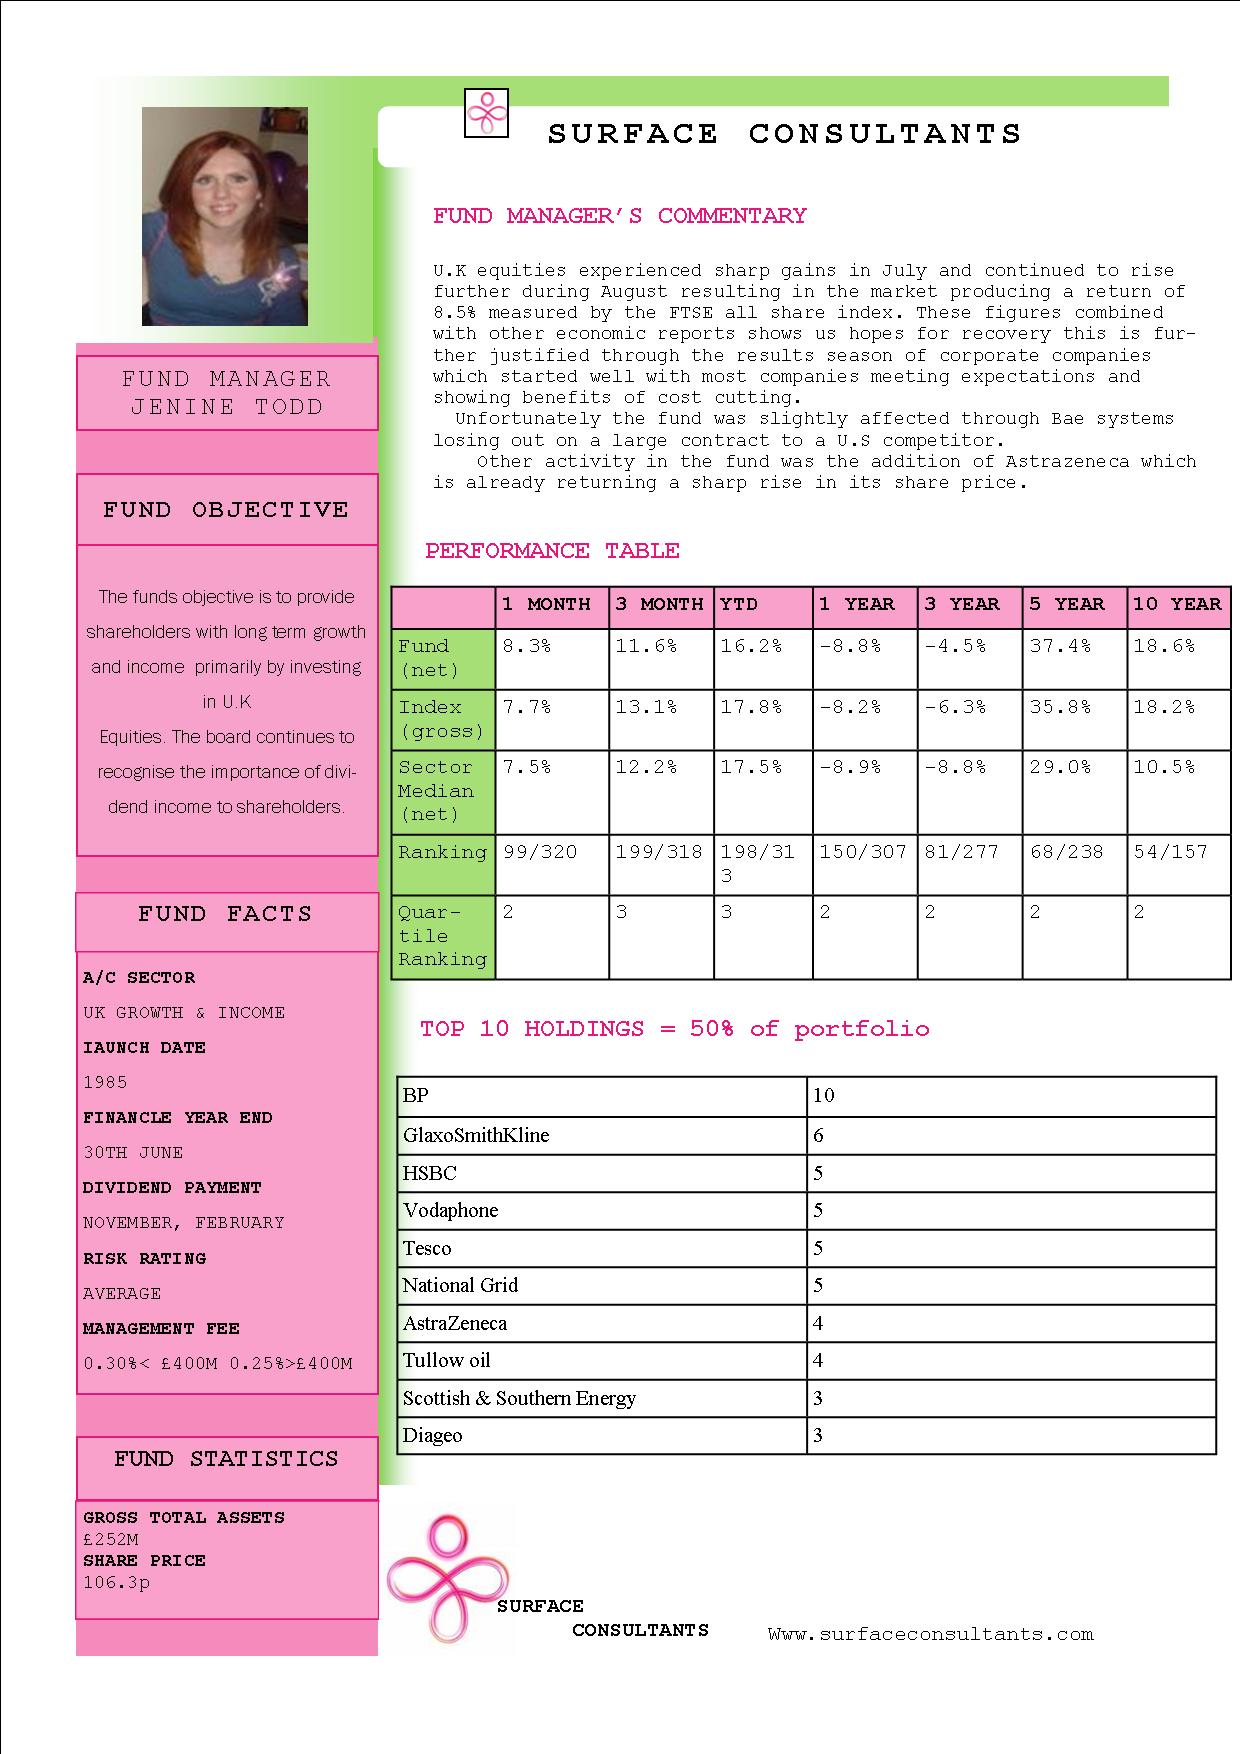 SURFACE CONSULTANTS
FUND MANAGER
JENINE TODD
FUND OBJECTIVE
The funds objective is to provide
shareholders with long term growth
and income primarily by investing
in U.K
Equities. The board continues to
recognise the importance of divi-
dend income to shareholders.
FUND FACTS
A/C SECTOR
UK GROWTH & INCOME
IAUNCH DATE
1985
FINANCLE YEAR END
30TH JUNE
DIVIDEND PAYMENT
NOVEMBER, FEBRUARY
RISK RATING
AVERAGE
MANAGEMENT FEE
0.30%< £400M 0.25%>£400M
FUND STATISTICS
GROSS TOTAL ASSETS
£252M
SHARE PRICE
106.3p
FUND MANAGER’S COMMENTARY
U.K equities experienced sharp gains in July and continued to rise
further during August resulting in the market producing a return of
8.5% measured by the FTSE all share index. These figures combined
with other economic reports shows us hopes for recovery this is fur-
ther justified through the results season of corporate companies
which started well with most companies meeting expectations and
showing benefits of cost cutting.
Unfortunately the fund was slightly affected through Bae systems
losing out on a large contract to a U.S competitor.
Other activity in the fund was the addition of Astrazeneca which
is already returning a sharp rise in its share price.
PERFORMANCE TABLE
1 MONTH 3 MONTH YTD 1 YEAR 3 YEAR 5 YEAR 10 YEAR
Fund 8.3% 11.6% 16.2% -8.8% -4.5% 37.4% 18.6%
(net)
Index 7.7% 13.1% 17.8% -8.2% -6.3% 35.8% 18.2%
(gross)
Sector 7.5% 12.2% 17.5% -8.9% -8.8% 29.0% 10.5%
Median
(net)
Ranking 99/320 199/318 198/31 150/307 81/277 68/238 54/157
3
Quar- 2 3 3 2 2 2 2
tile
Ranking
TOP 10 HOLDINGS = 50% of portfolio
BP 10
GlaxoSmithKline 6
HSBC 5
Vodaphone 5
Tesco 5
National Grid 5
AstraZeneca 4
Tullow oil 4
Scottish & Southern Energy 3
Diageo 3
SURFACE
CONSULTANTS
Www.surfaceconsultants.com